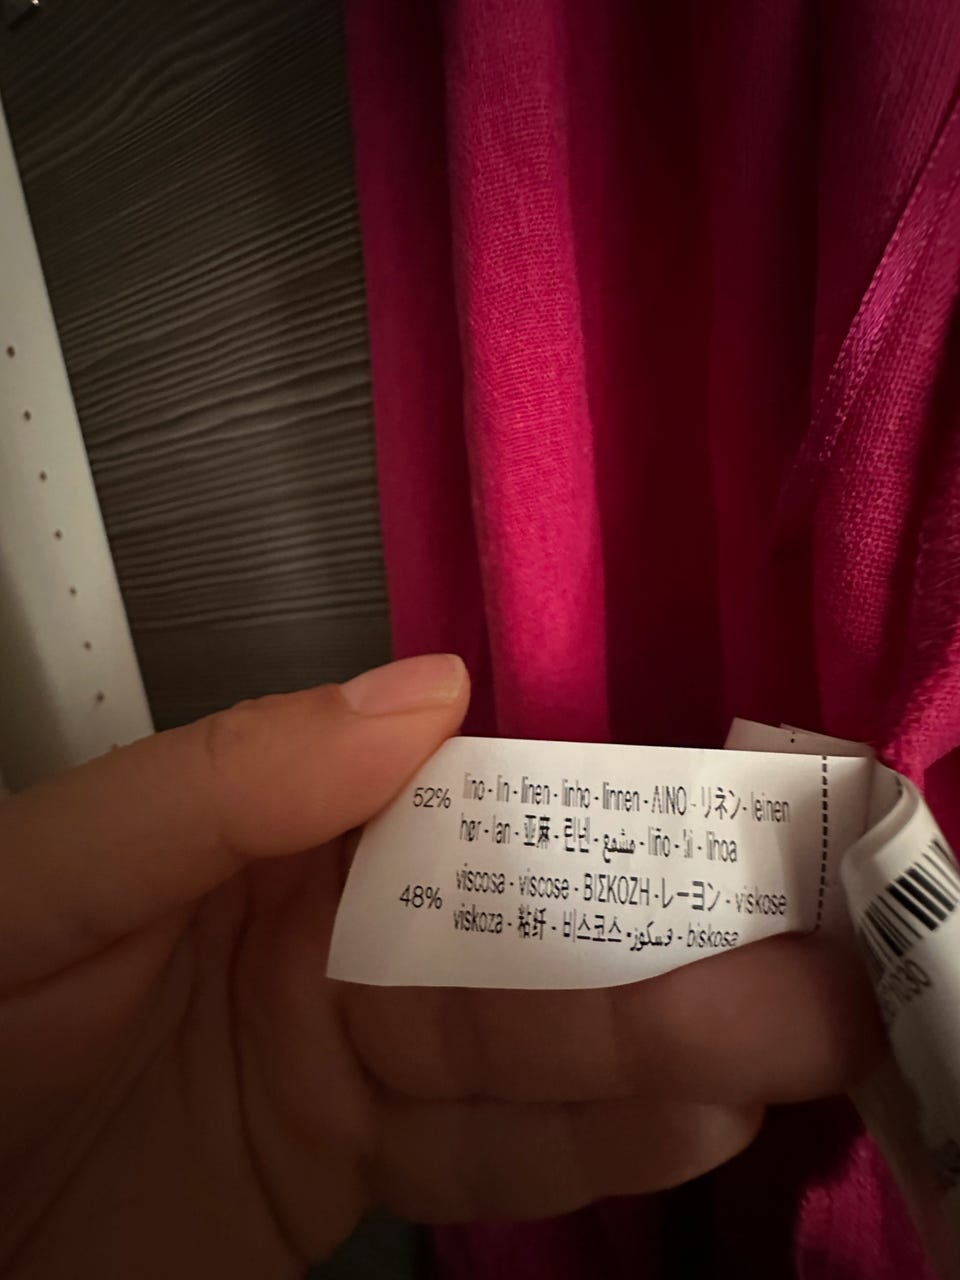 52% lino - lin - linen - linho - linnen - ΛΙΝΟ - リネン - leinen
hør - lan - 亚麻 - 린넨 - مشمع - liño - lli - lihoa
48% viscosa - viscose - ΒΙΣΚΟΖΗ - レーヨン - viskose
viskoza - 粘纤 - 비스코스 - فسكوز - biskosa